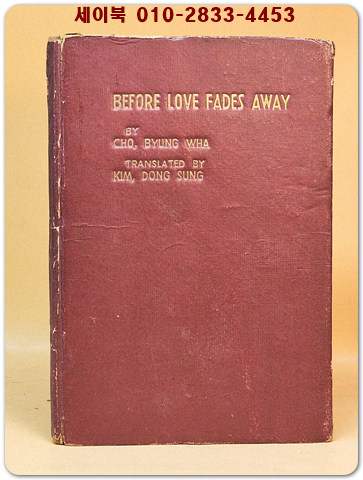 세이북 010-2833-4453
BEFORE LOVE FADES AWAY
BY
CHO, BYUNG WHA
TRANSLATED BY
KIM, DONG SUNG